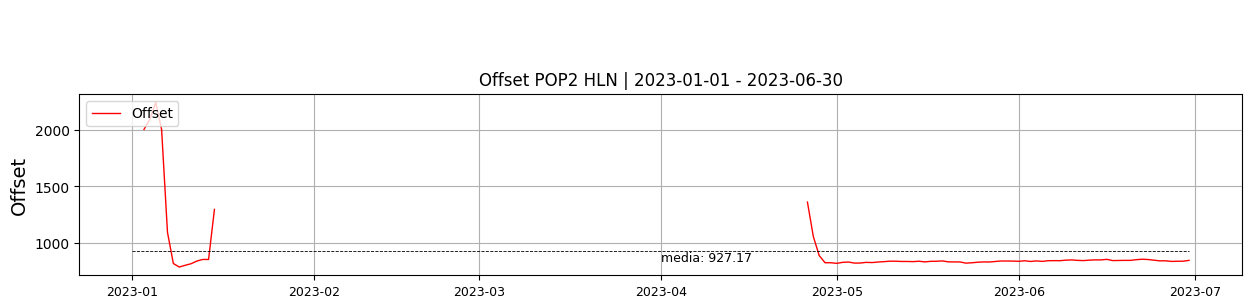 Offset POP2 HLN | 2023-01-01 - 2023-06-30
Offset
Offset
2000
1500
1000
media: 927.17
2023-01 2023-02 2023-03 2023-04 2023-05 2023-06 2023-07